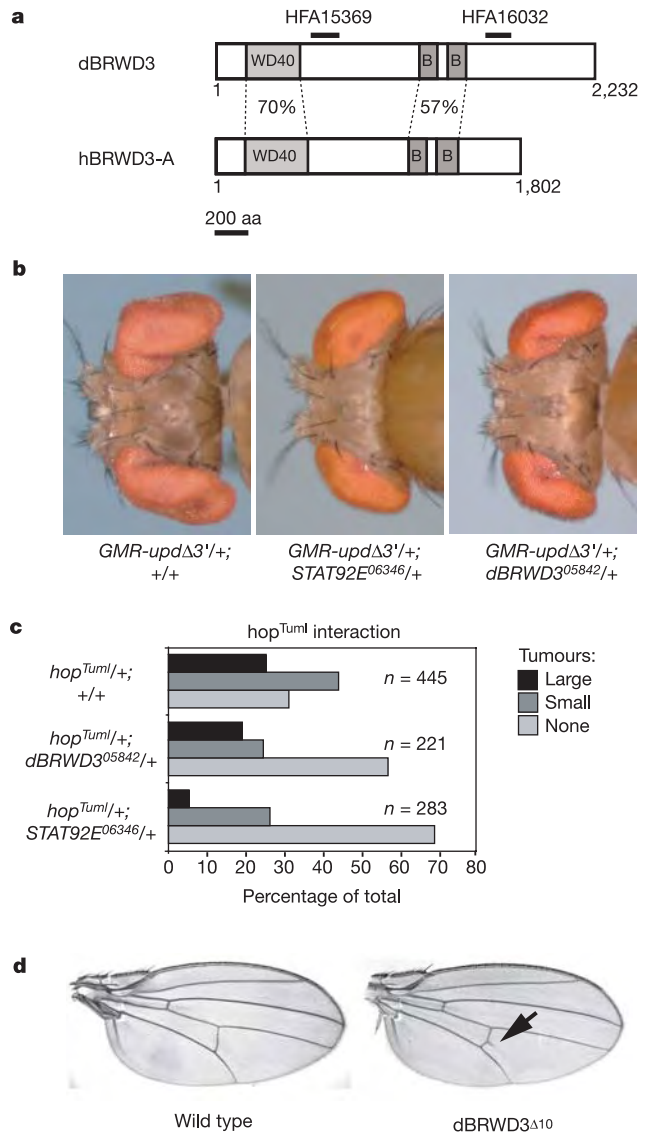 a
HFA15369 HFA16032
dBRWD3 WD40 B B
1 2,232
70% 57%
hBRWD3-A WD40 B B
1 1,802
200 aa
b
GMR-updΔ3'/+; GMR-updΔ3'/+; GMR-updΔ3'/+;
+/+ STAT92E06346/+ dBRWD305842/+
c
hopTuml interaction
hopTuml/+;
+/+
n = 445
hopTuml/+;
dBRWD305842/+
n = 221
hopTuml/+;
STAT92E06346/+
n = 283
0 10 20 30 40 50 60 70 80
Percentage of total
Tumours:
Large
Small
None
d
Wild type dBRWD3Δ10